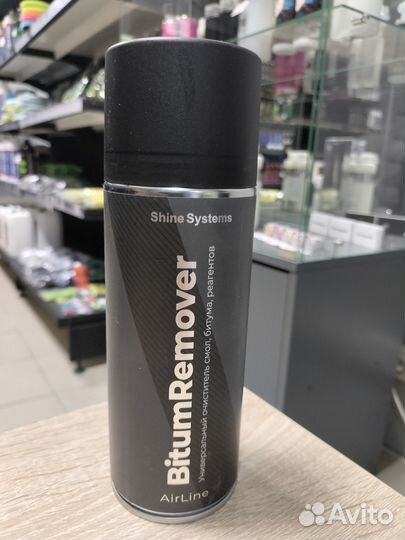 Shine Systems
BitumRemover
Универсальный очиститель смол, битума, реагентов
AirLine
Avito